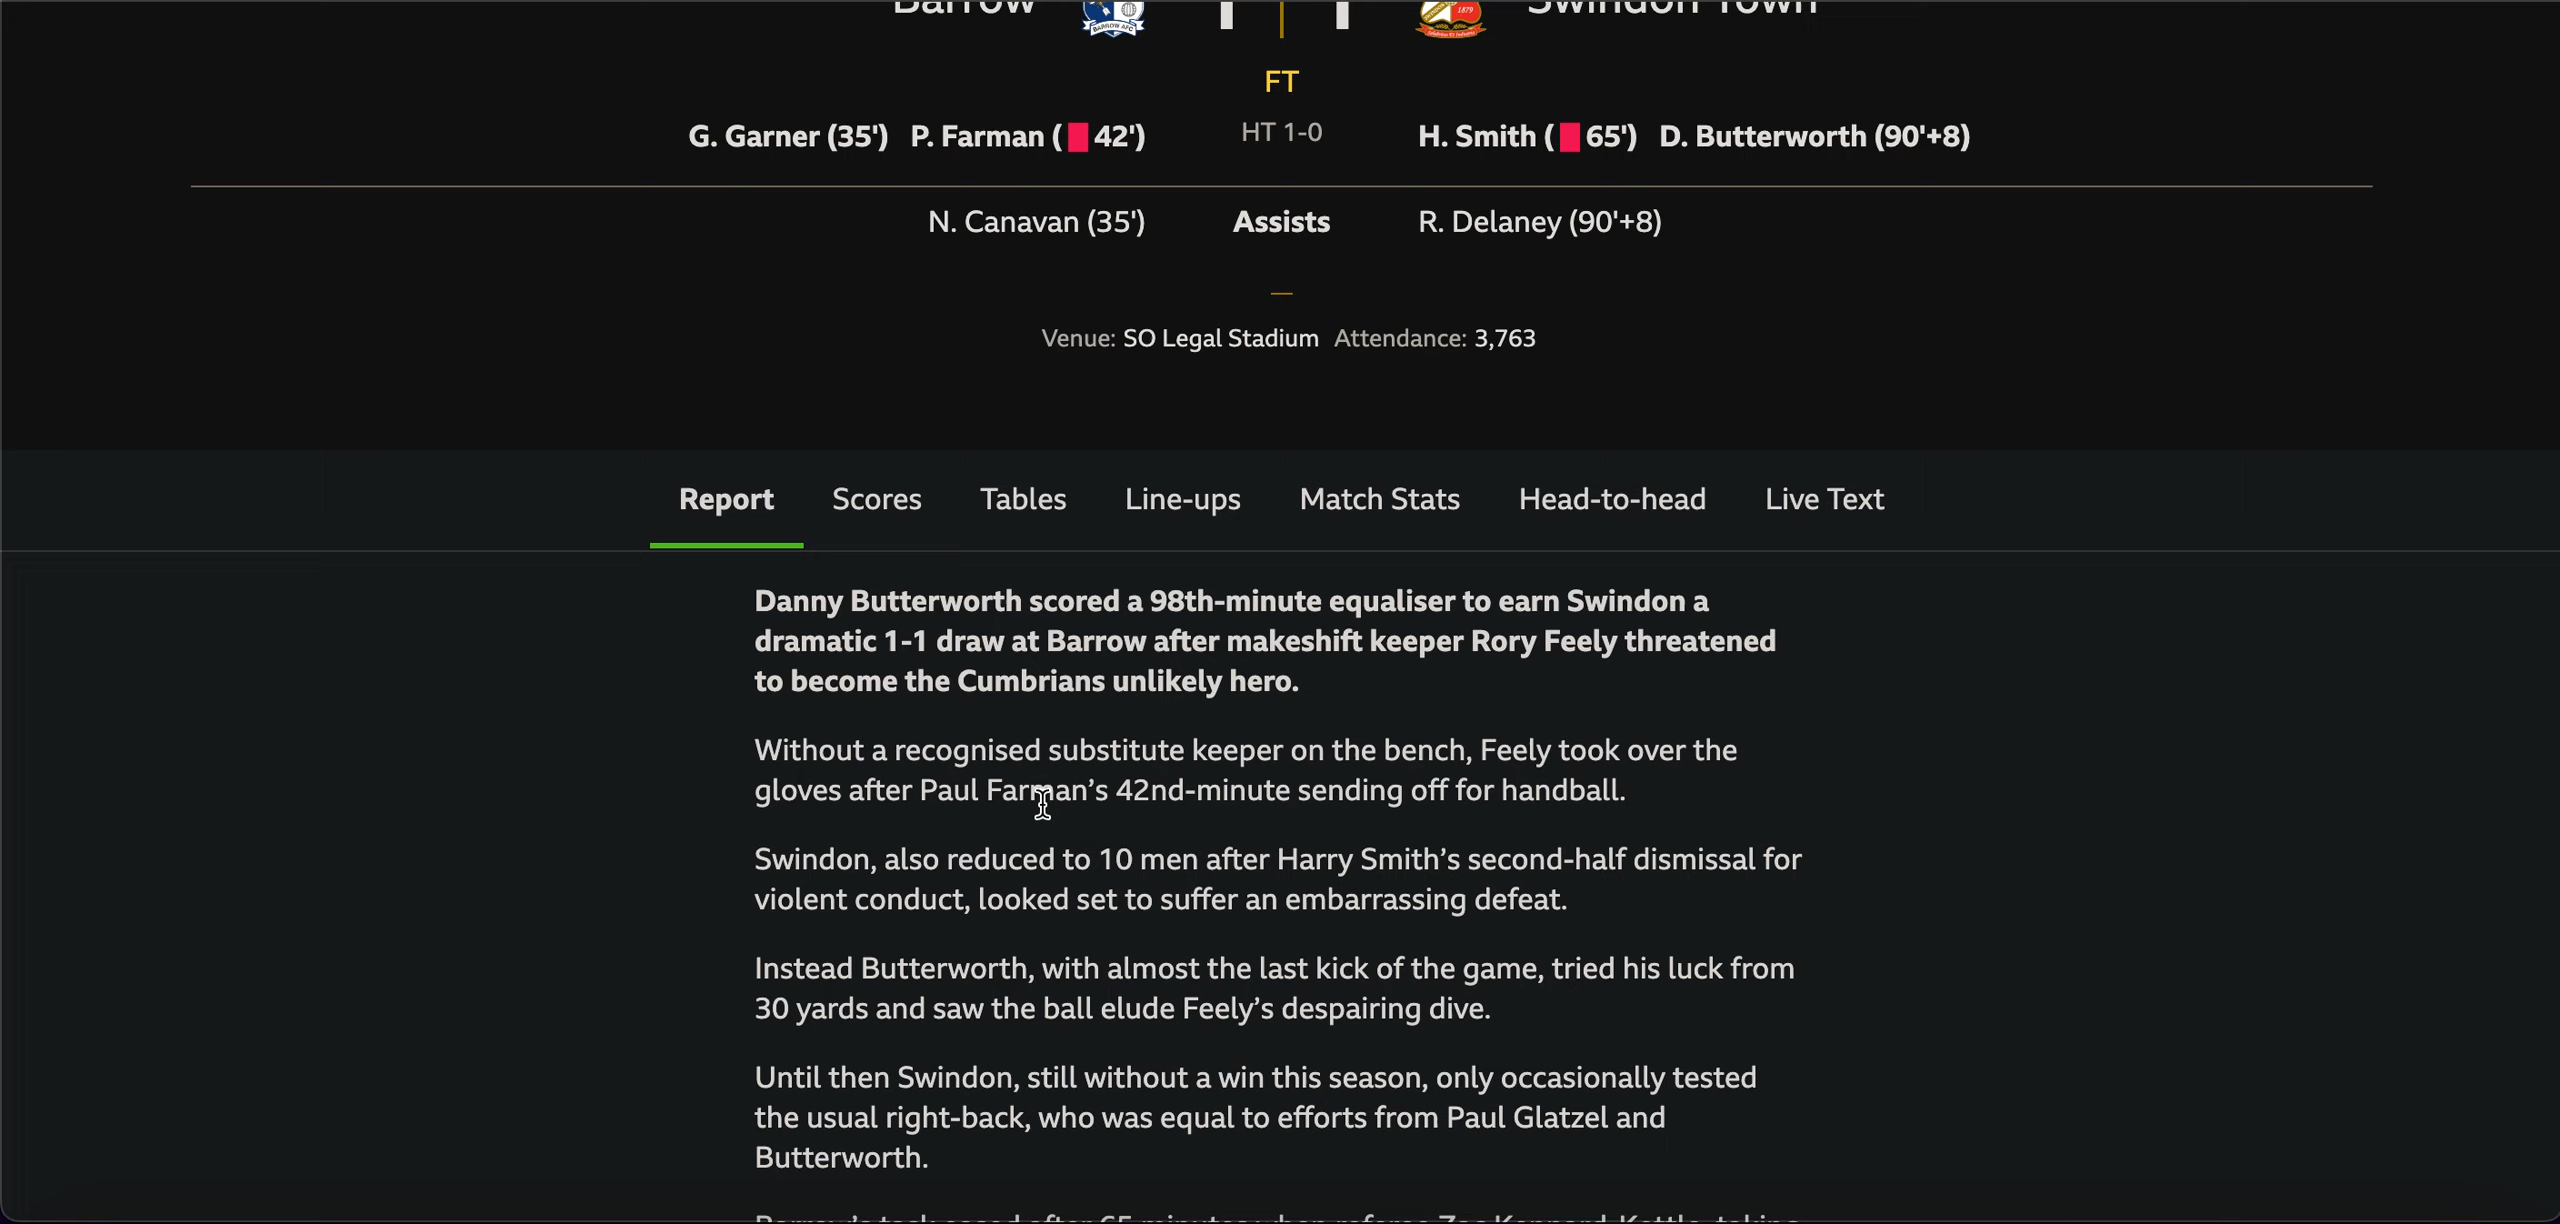 Barrow 1 1 Swindon Town
BARROW AFC
1879
FT
G. Garner (35') P. Farman ( 42') HT 1-0 H. Smith ( 65') D. Butterworth (90'+8)
N. Canavan (35') Assists R. Delaney (90'+8)
Venue: SO Legal Stadium Attendance: 3,763
Report Scores Tables Line-ups Match Stats Head-to-head Live Text
Danny Butterworth scored a 98th-minute equaliser to earn Swindon a
dramatic 1-1 draw at Barrow after makeshift keeper Rory Feely threatened
to become the Cumbrians unlikely hero.
Without a recognised substitute keeper on the bench, Feely took over the
gloves after Paul Farman’s 42nd-minute sending off for handball.
Swindon, also reduced to 10 men after Harry Smith’s second-half dismissal for
violent conduct, looked set to suffer an embarrassing defeat.
Instead Butterworth, with almost the last kick of the game, tried his luck from
30 yards and saw the ball elude Feely’s despairing dive.
Until then Swindon, still without a win this season, only occasionally tested
the usual right-back, who was equal to efforts from Paul Glatzel and
Butterworth.